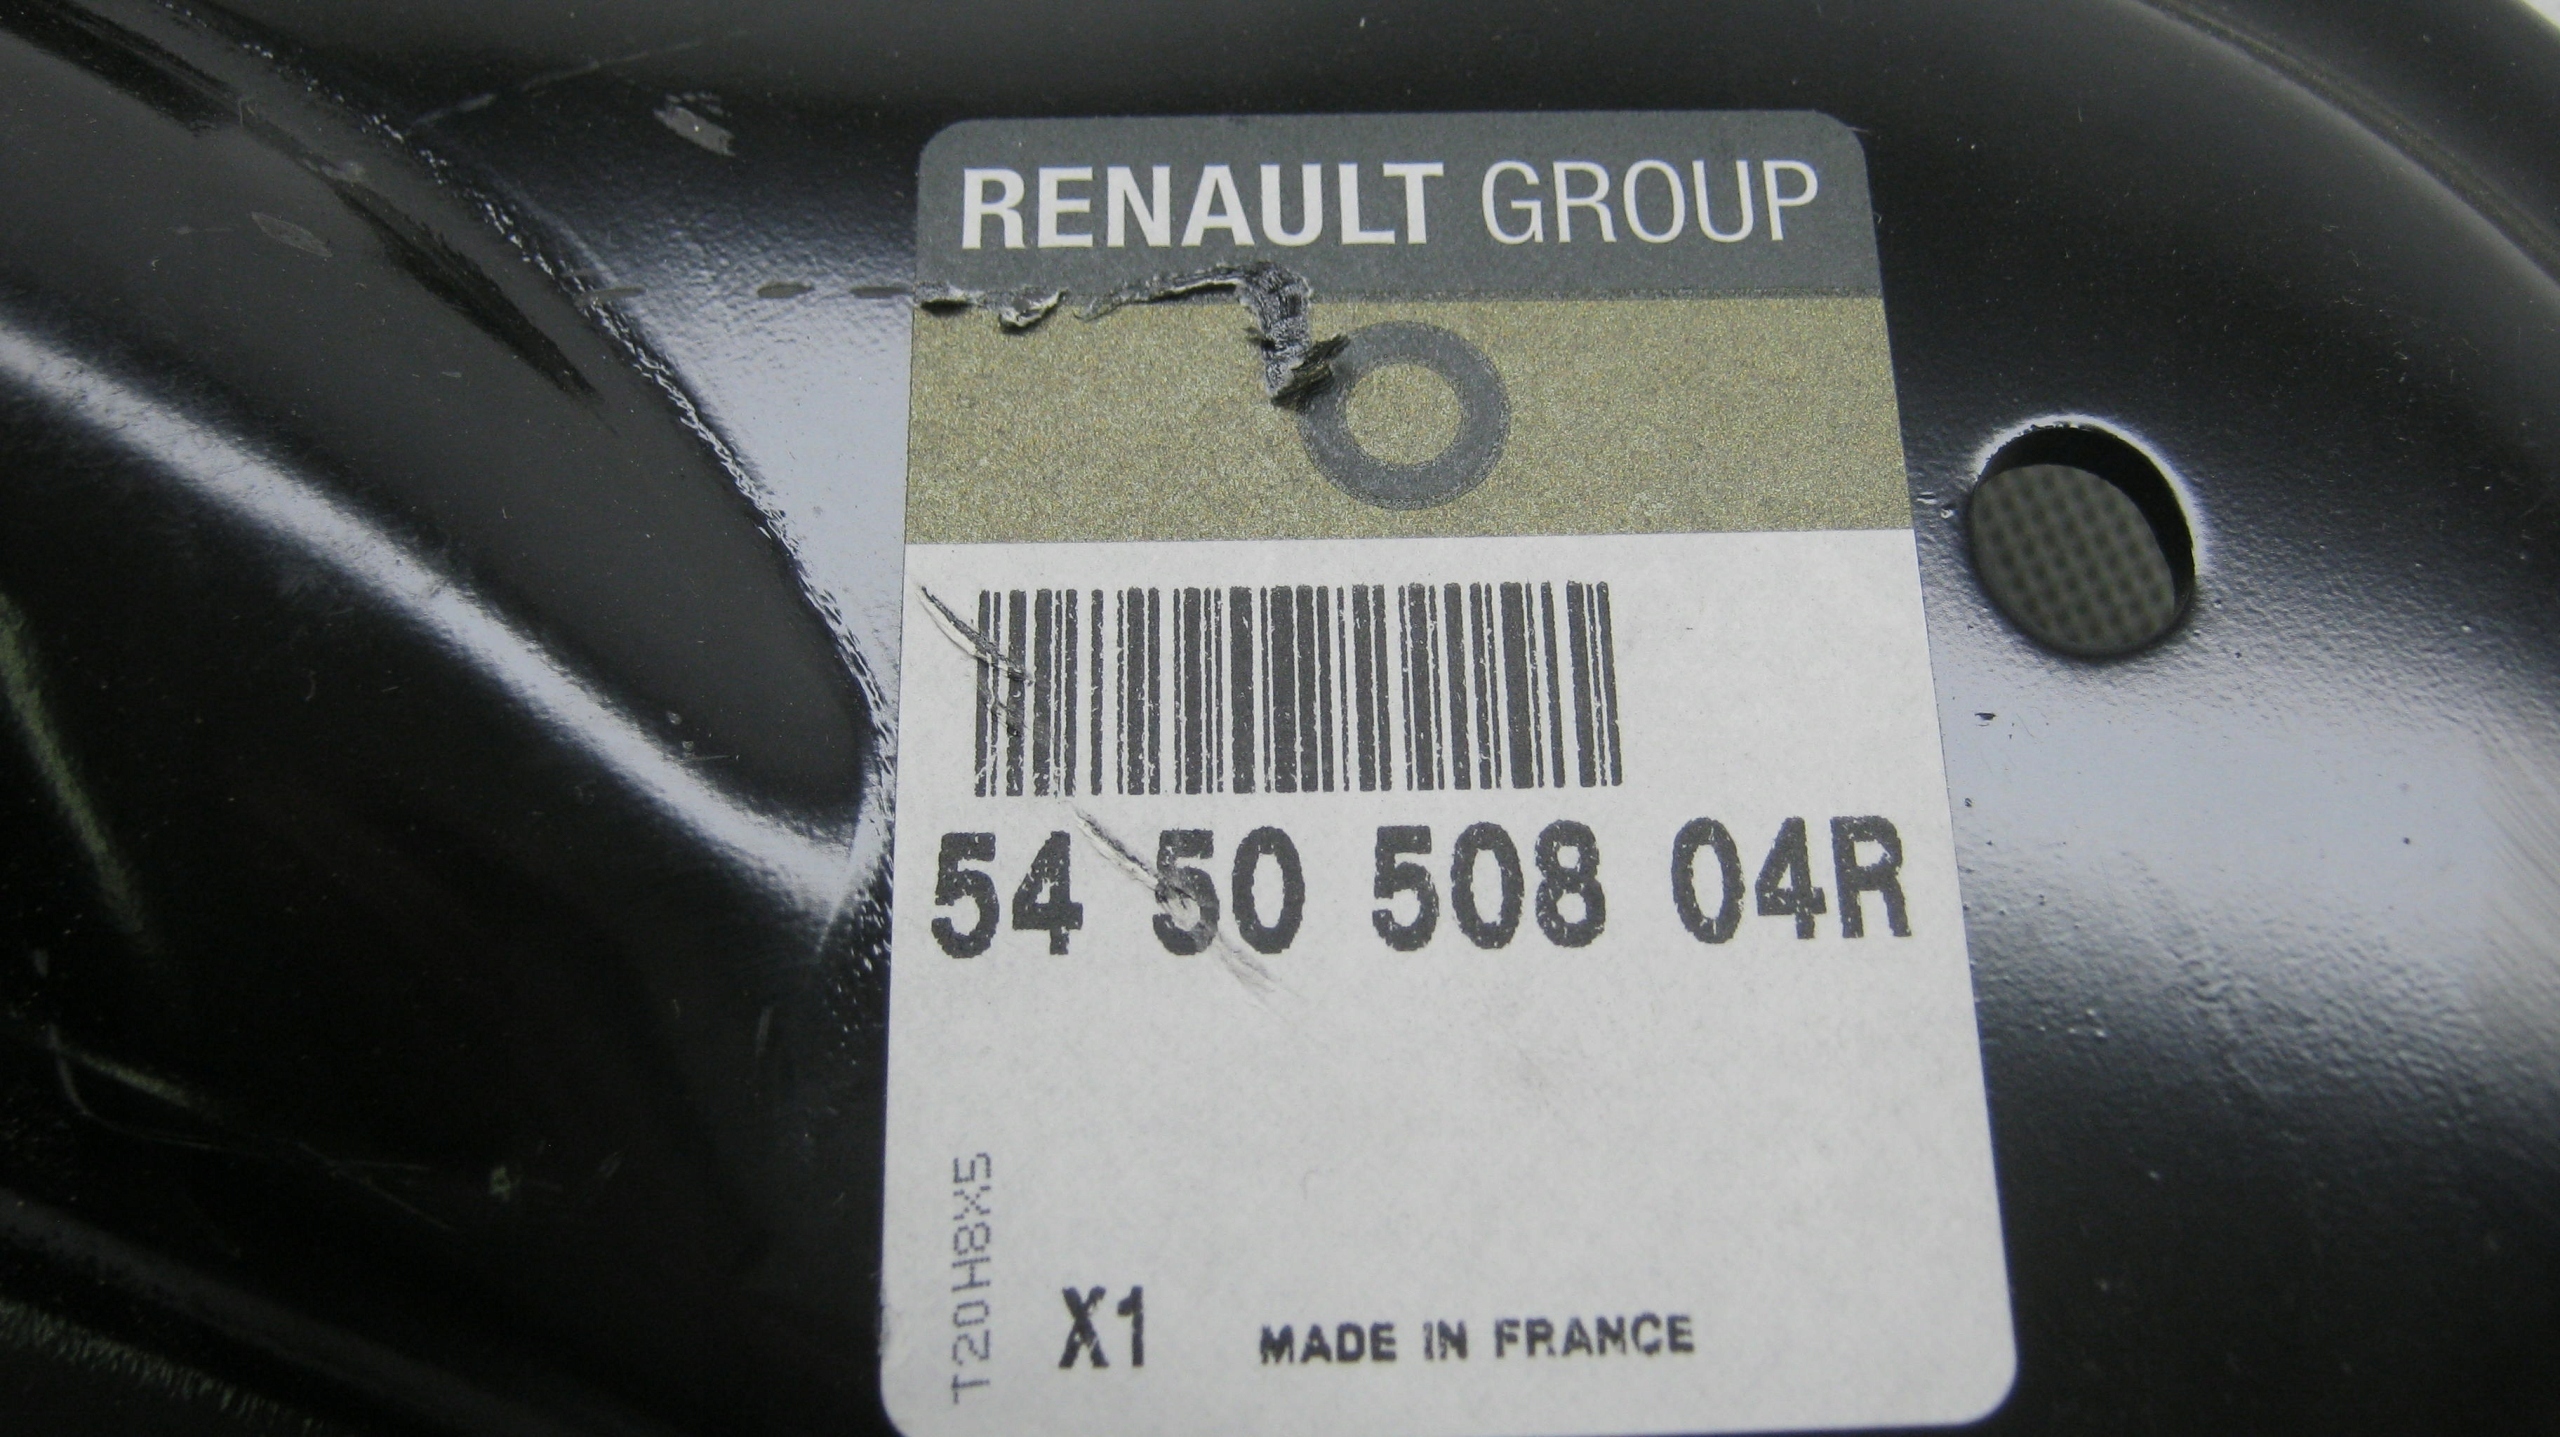 RENAULT GROUP
54 50 508 04R
T20H8X5
X1 MADE IN FRANCE